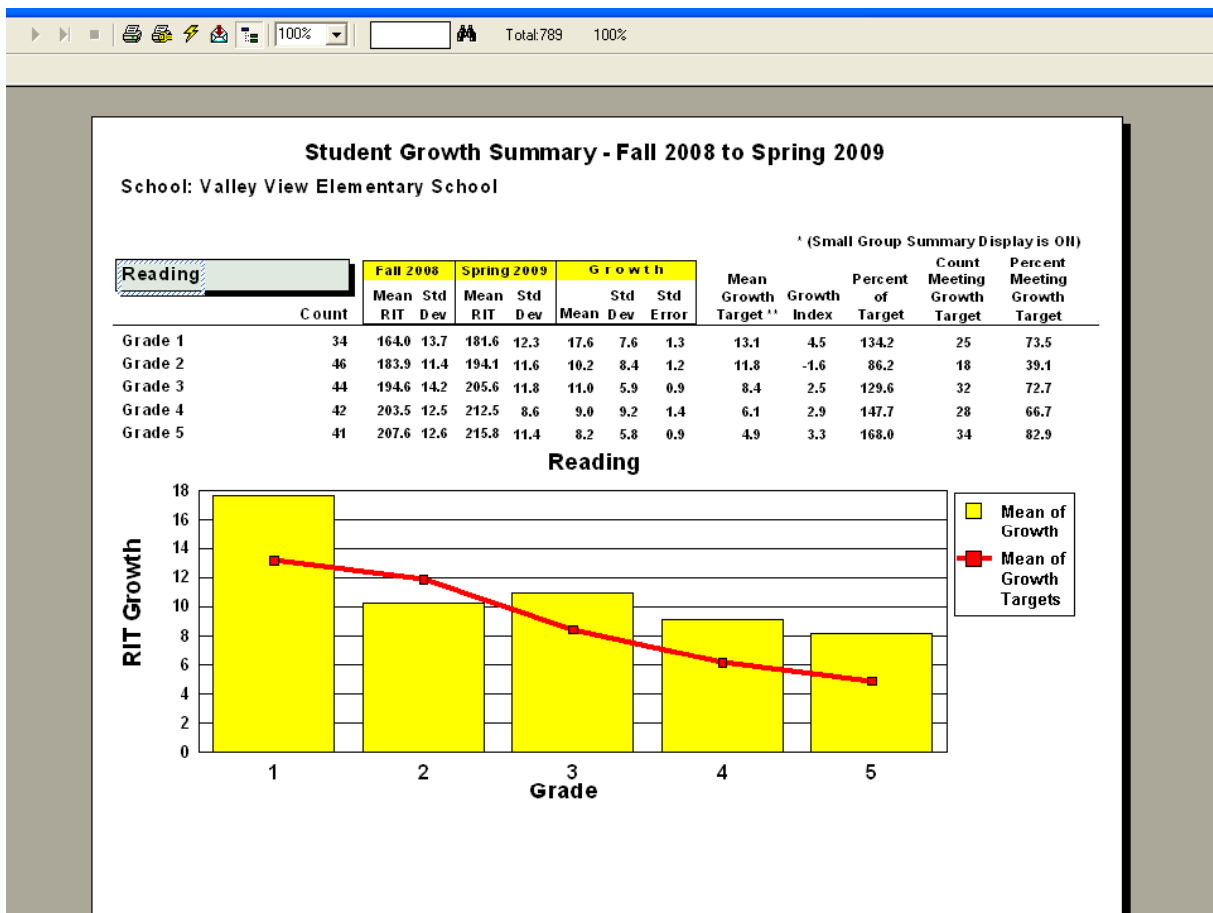 100% Total:789 100%
Student Growth Summary - Fall 2008 to Spring 2009
School: Valley View Elementary School
* (Small Group Summary Display is ON)
Reading
Fall 2008 Spring 2009 Growth
Count Mean RIT Std Dev Mean RIT Std Dev Mean Std Dev Std Error Mean Growth Target ** Growth Index Percent of Target Count Meeting Growth Target Percent Meeting Growth Target
Grade 1 34 164.0 13.7 181.6 12.3 17.6 7.6 1.3 13.1 4.5 134.2 25 73.5
Grade 2 46 183.9 11.4 194.1 11.6 10.2 8.4 1.2 11.8 -1.6 86.2 18 39.1
Grade 3 44 194.6 14.2 205.6 11.8 11.0 5.9 0.9 8.4 2.5 129.6 32 72.7
Grade 4 42 203.5 12.5 212.5 8.6 9.0 9.2 1.4 6.1 2.9 147.7 28 66.7
Grade 5 41 207.6 12.6 215.8 11.4 8.2 5.8 0.9 4.9 3.3 168.0 34 82.9
Reading
RIT Growth
18
16
14
12
10
8
6
4
2
0
1 2 3 4 5
Grade
Mean of
Growth
Mean of
Growth
Targets